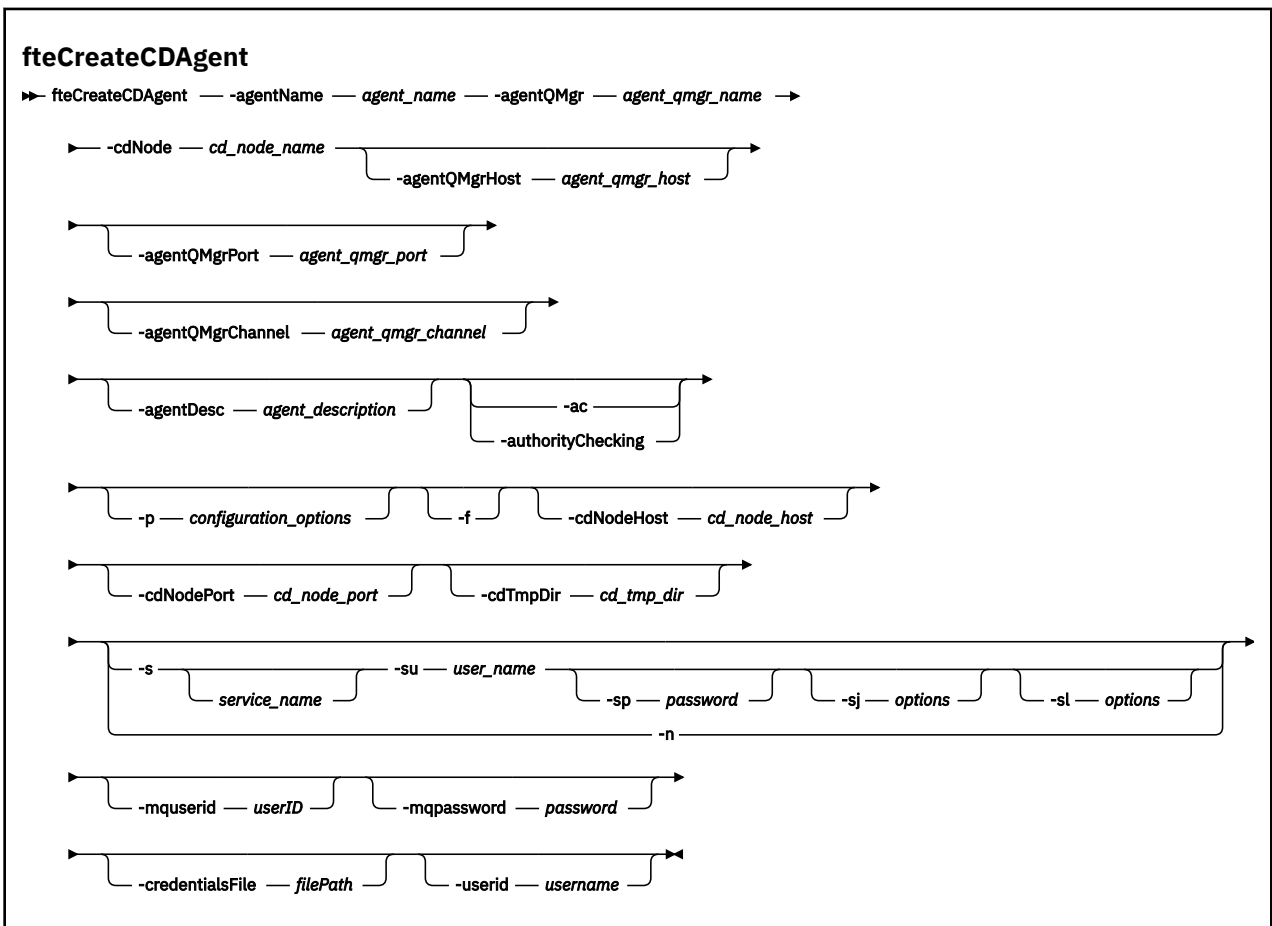 fteCreateCDAgent
fteCreateCDAgent -agentName agent_name -agentQMgr agent_qmgr_name
-cdNode cd_node_name
-agentQMgrHost agent_qmgr_host
-agentQMgrPort agent_qmgr_port
-agentQMgrChannel agent_qmgr_channel
-agentDesc agent_description
-ac
-authorityChecking
-p configuration_options -f -cdNodeHost cd_node_host
-cdNodePort cd_node_port -cdTmpDir cd_tmp_dir
-s -su user_name
service_name -sp password -sj options -sl options
-n
-mquserid userID -mqpassword password
-credentialsFile filePath -userid username